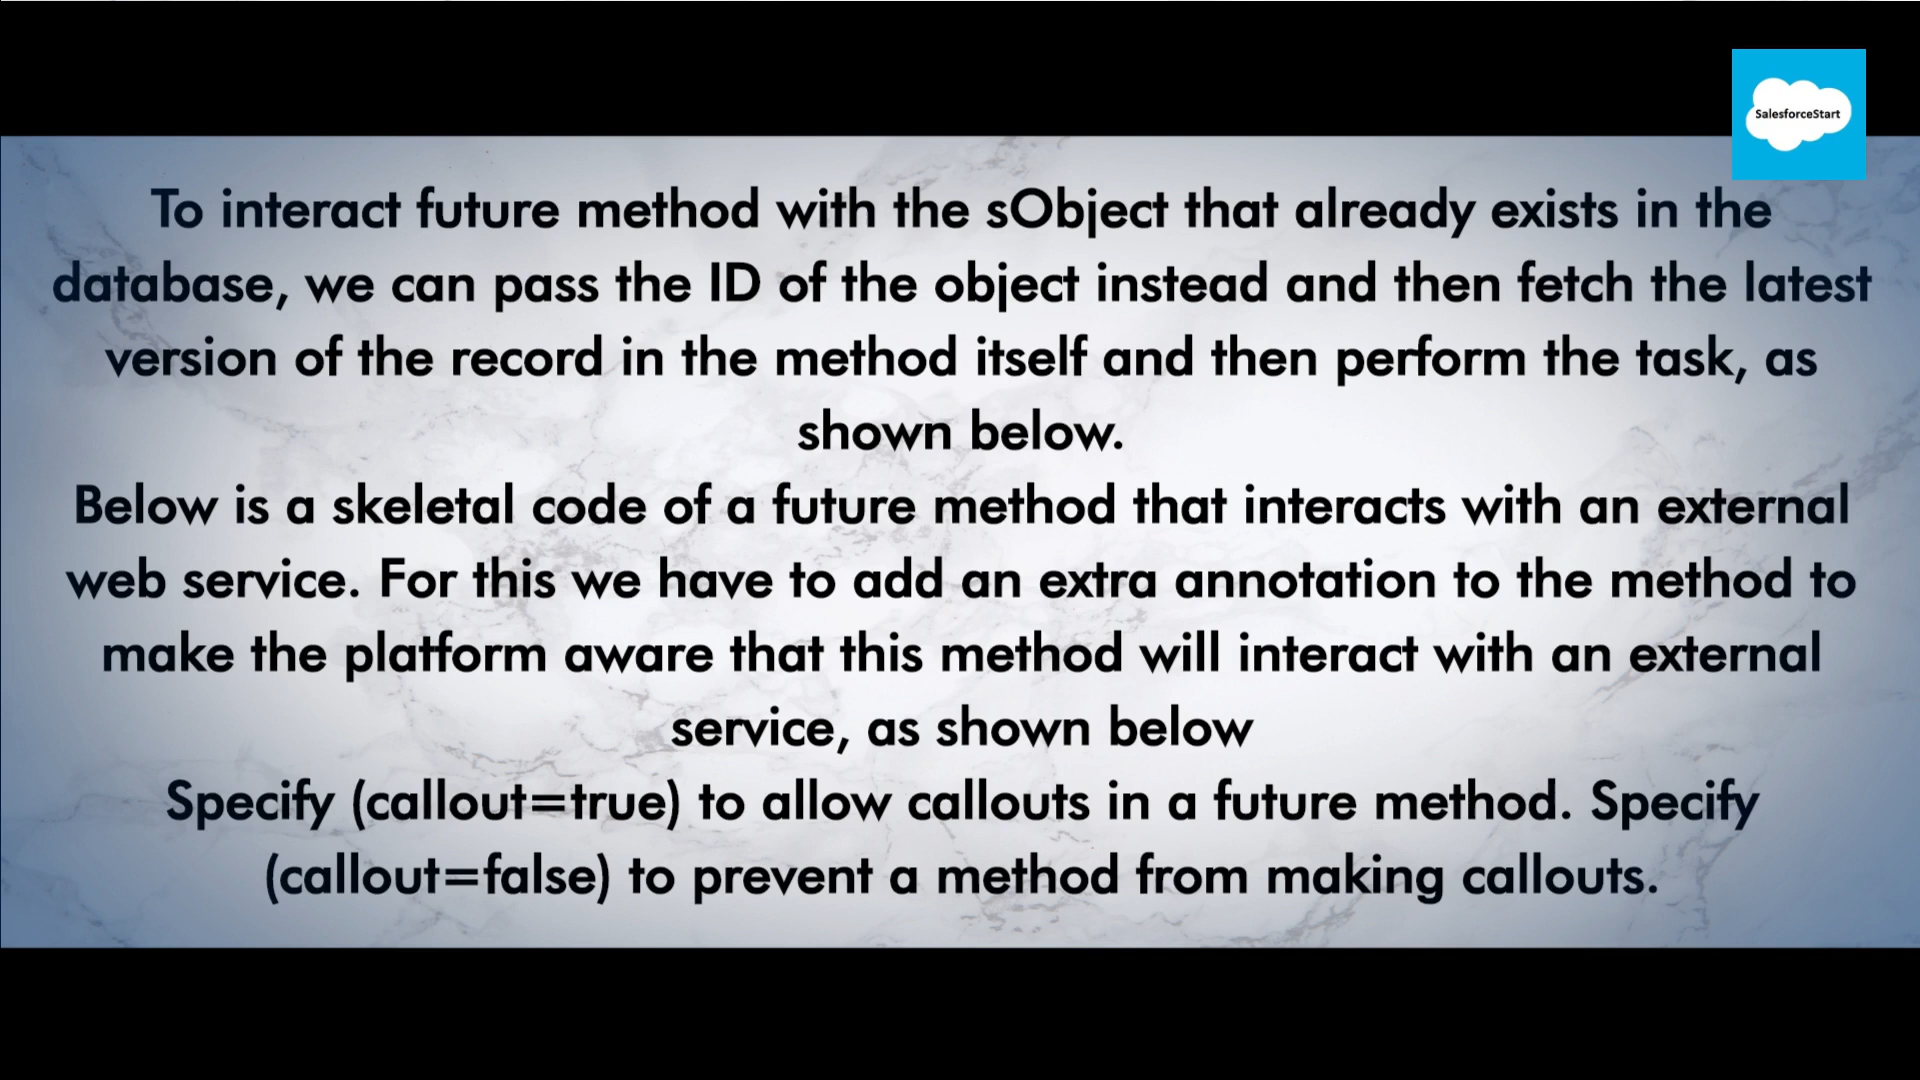 SalesforceStart
To interact future method with the sObject that already exists in the
database, we can pass the ID of the object instead and then fetch the latest
version of the record in the method itself and then perform the task, as
shown below.
Below is a skeletal code of a future method that interacts with an external
web service. For this we have to add an extra annotation to the method to
make the platform aware that this method will interact with an external
service, as shown below
Specify (callout=true) to allow callouts in a future method. Specify
(callout=false) to prevent a method from making callouts.